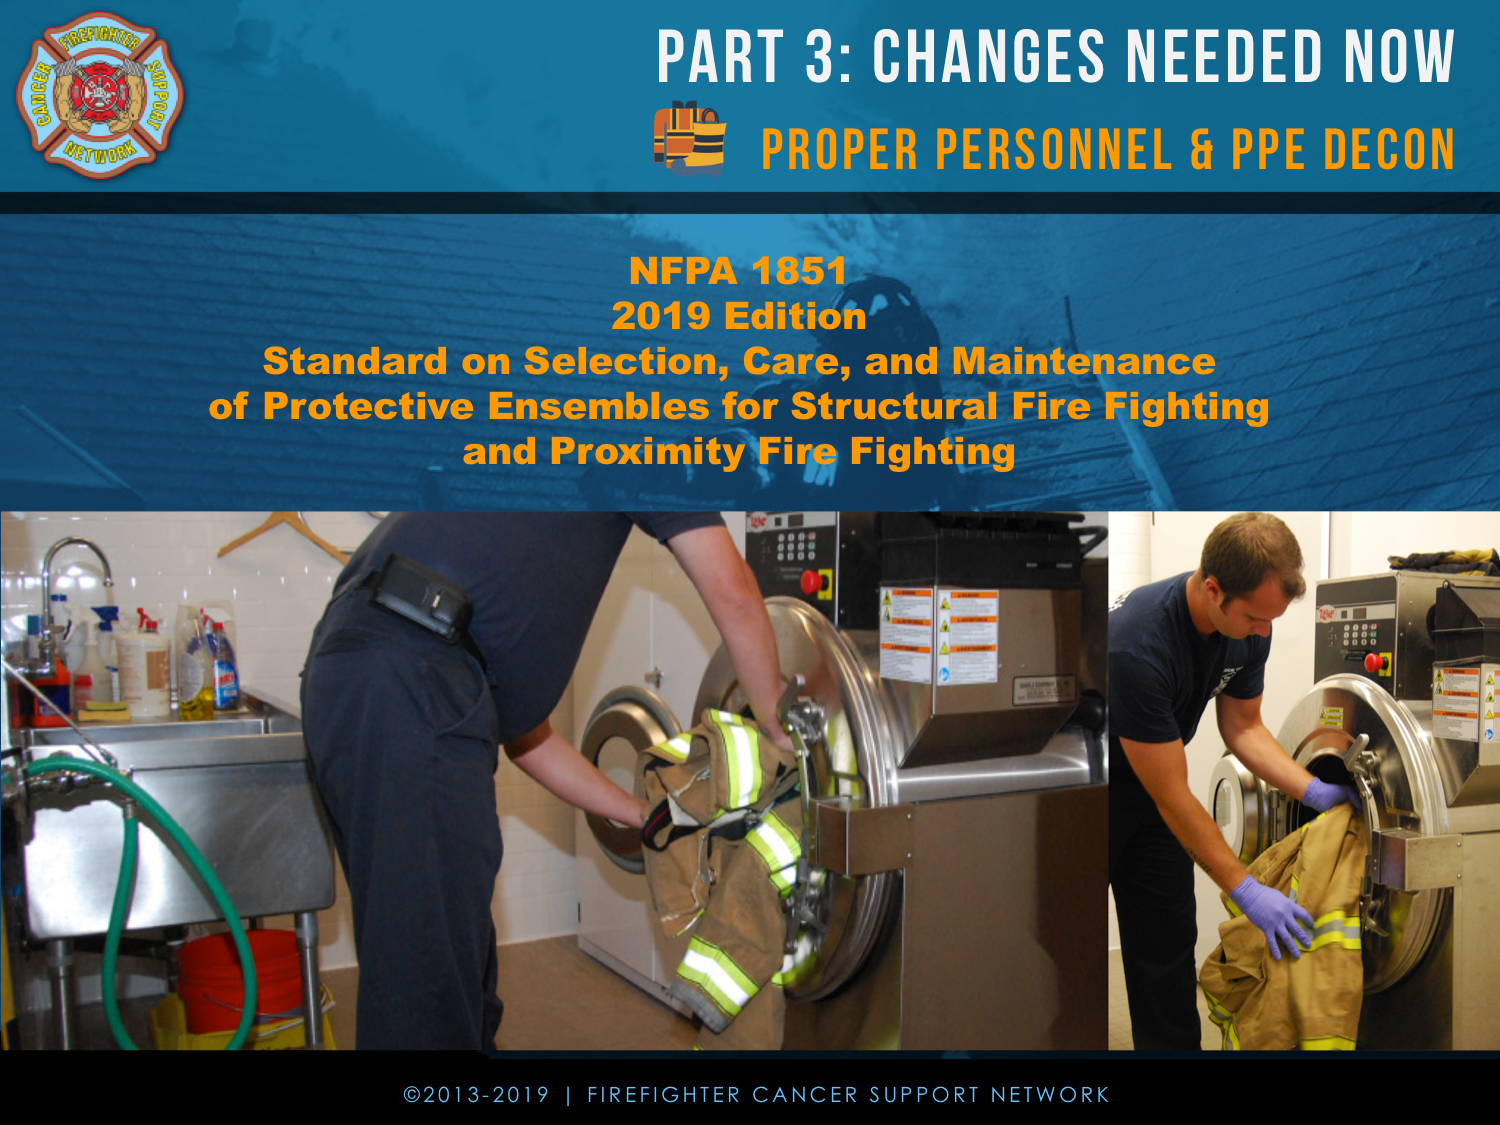 FIREFIGHTER
CANCER
SUPPORT
NETWORK
PART 3: CHANGES NEEDED NOW
PROPER PERSONNEL & PPE DECON
NFPA 1851
2019 Edition
Standard on Selection, Care, and Maintenance
of Protective Ensembles for Structural Fire Fighting
and Proximity Fire Fighting
©2013-2019 | FIREFIGHTER CANCER SUPPORT NETWORK